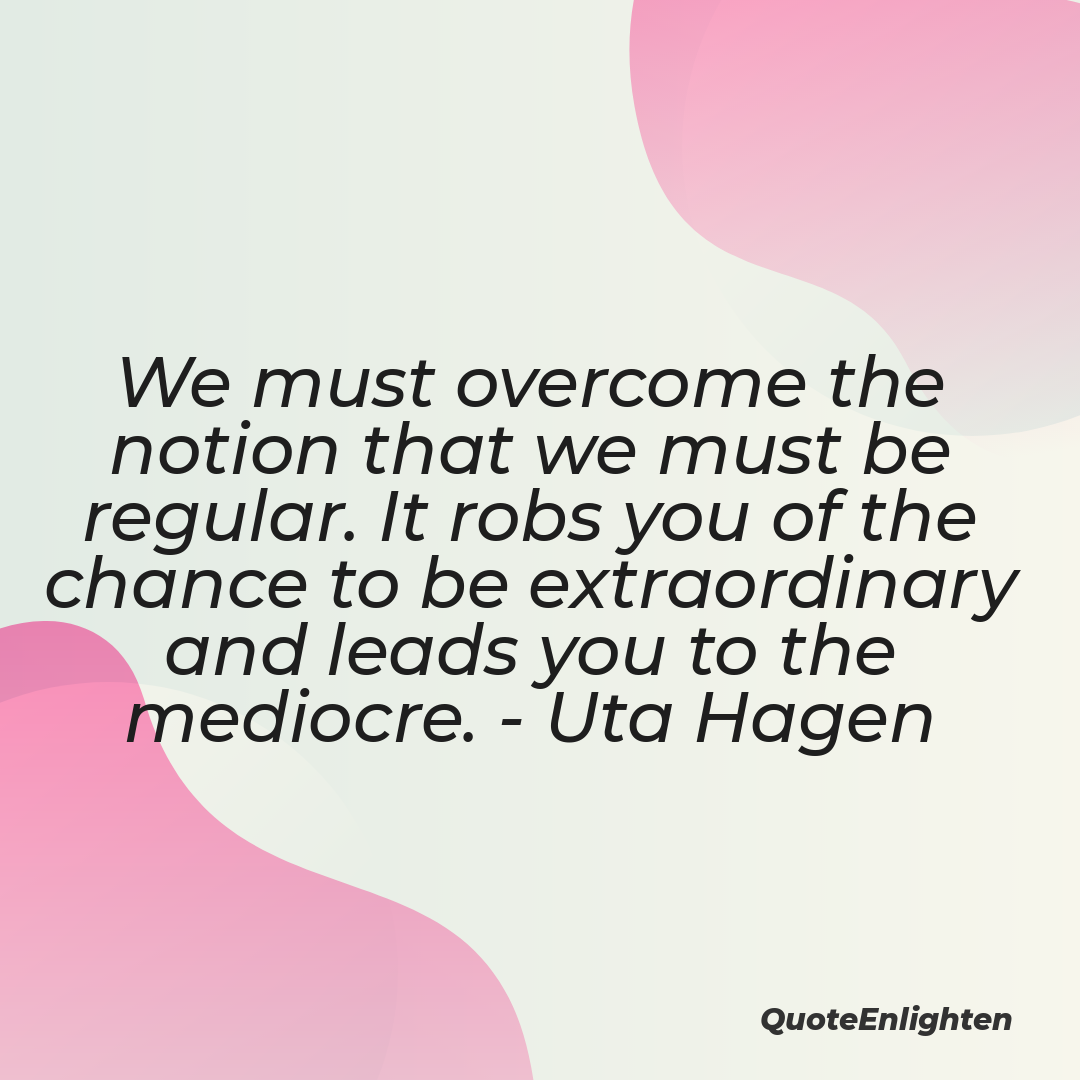 We must overcome the
notion that we must be
regular. It robs you of the
chance to be extraordinary
and leads you to the
mediocre. - Uta Hagen
QuoteEnlighten